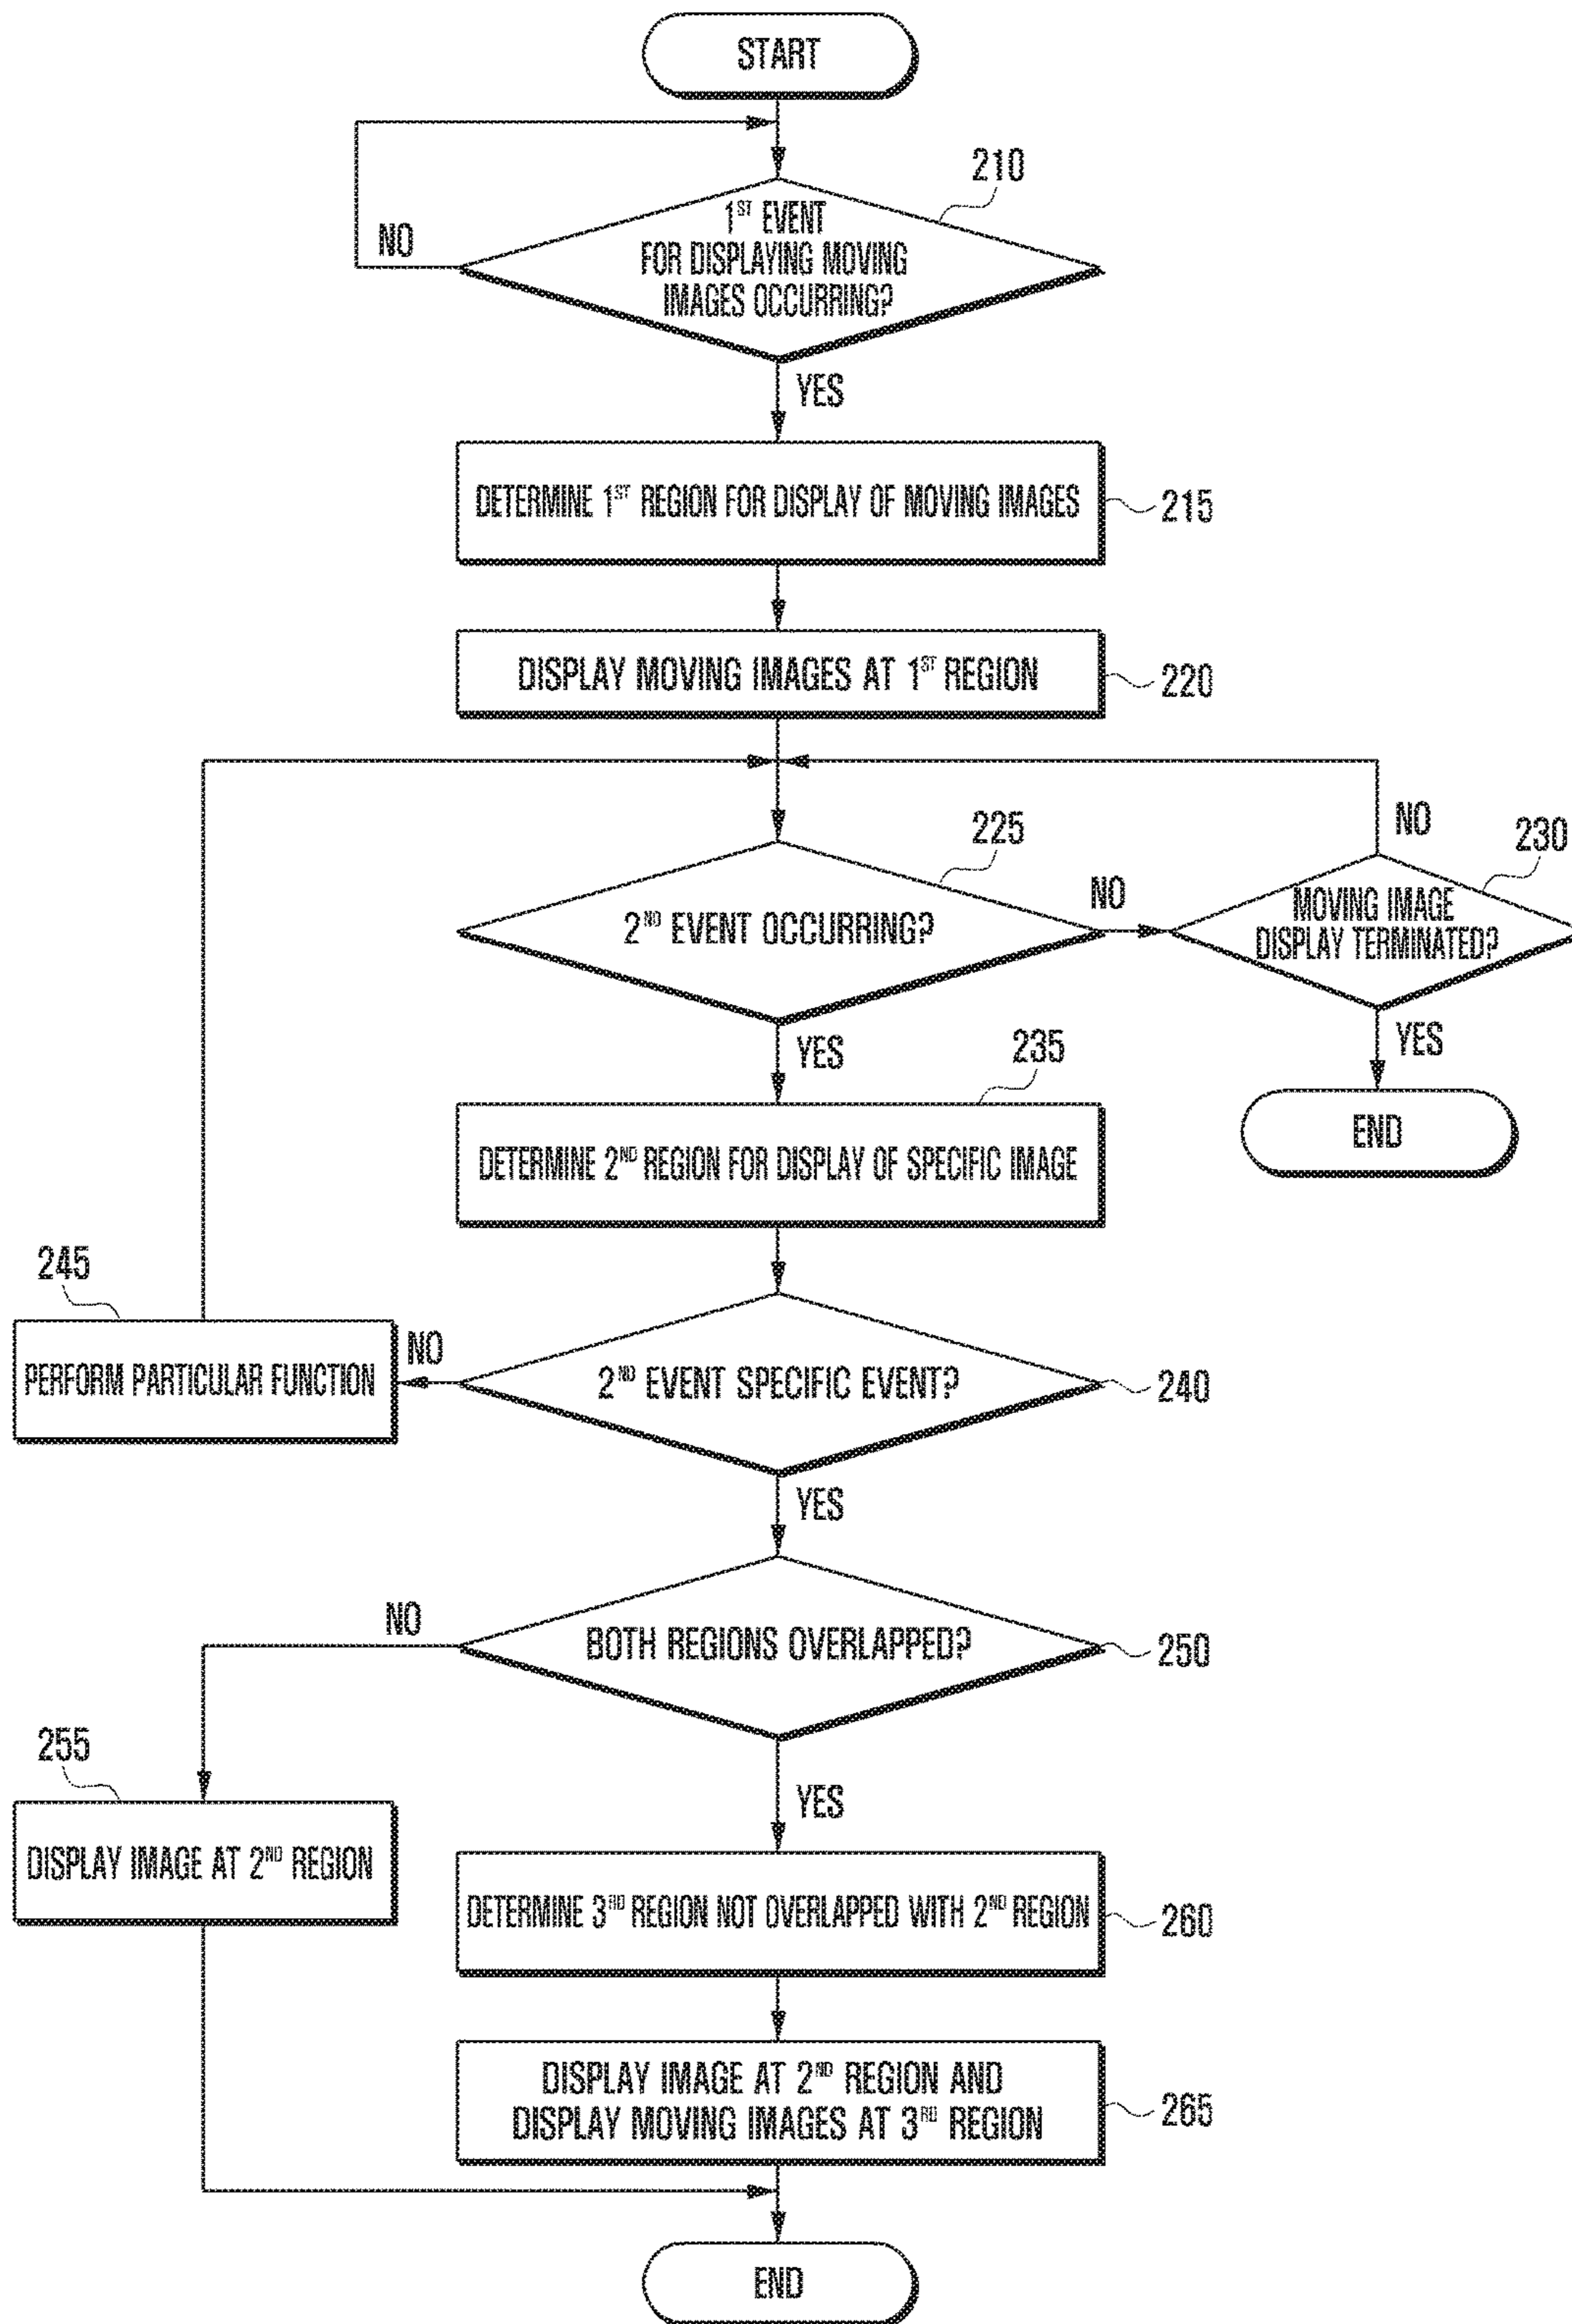 START
210
1ST EVENT
FOR DISPLAYING MOVING
IMAGES OCCURRING?
NO
YES
DETERMINE 1ST REGION FOR DISPLAY OF MOVING IMAGES
215
DISPLAY MOVING IMAGES AT 1ST REGION
220
225
NO
230
2ND EVENT OCCURRING?
NO
MOVING IMAGE
DISPLAY TERMINATED?
YES
235
YES
DETERMINE 2ND REGION FOR DISPLAY OF SPECIFIC IMAGE
END
245
PERFORM PARTICULAR FUNCTION
NO
2ND EVENT SPECIFIC EVENT?
240
YES
NO
BOTH REGIONS OVERLAPPED?
250
255
YES
DISPLAY IMAGE AT 2ND REGION
DETERMINE 3RD REGION NOT OVERLAPPED WITH 2ND REGION
260
DISPLAY IMAGE AT 2ND REGION AND
DISPLAY MOVING IMAGES AT 3RD REGION
265
END